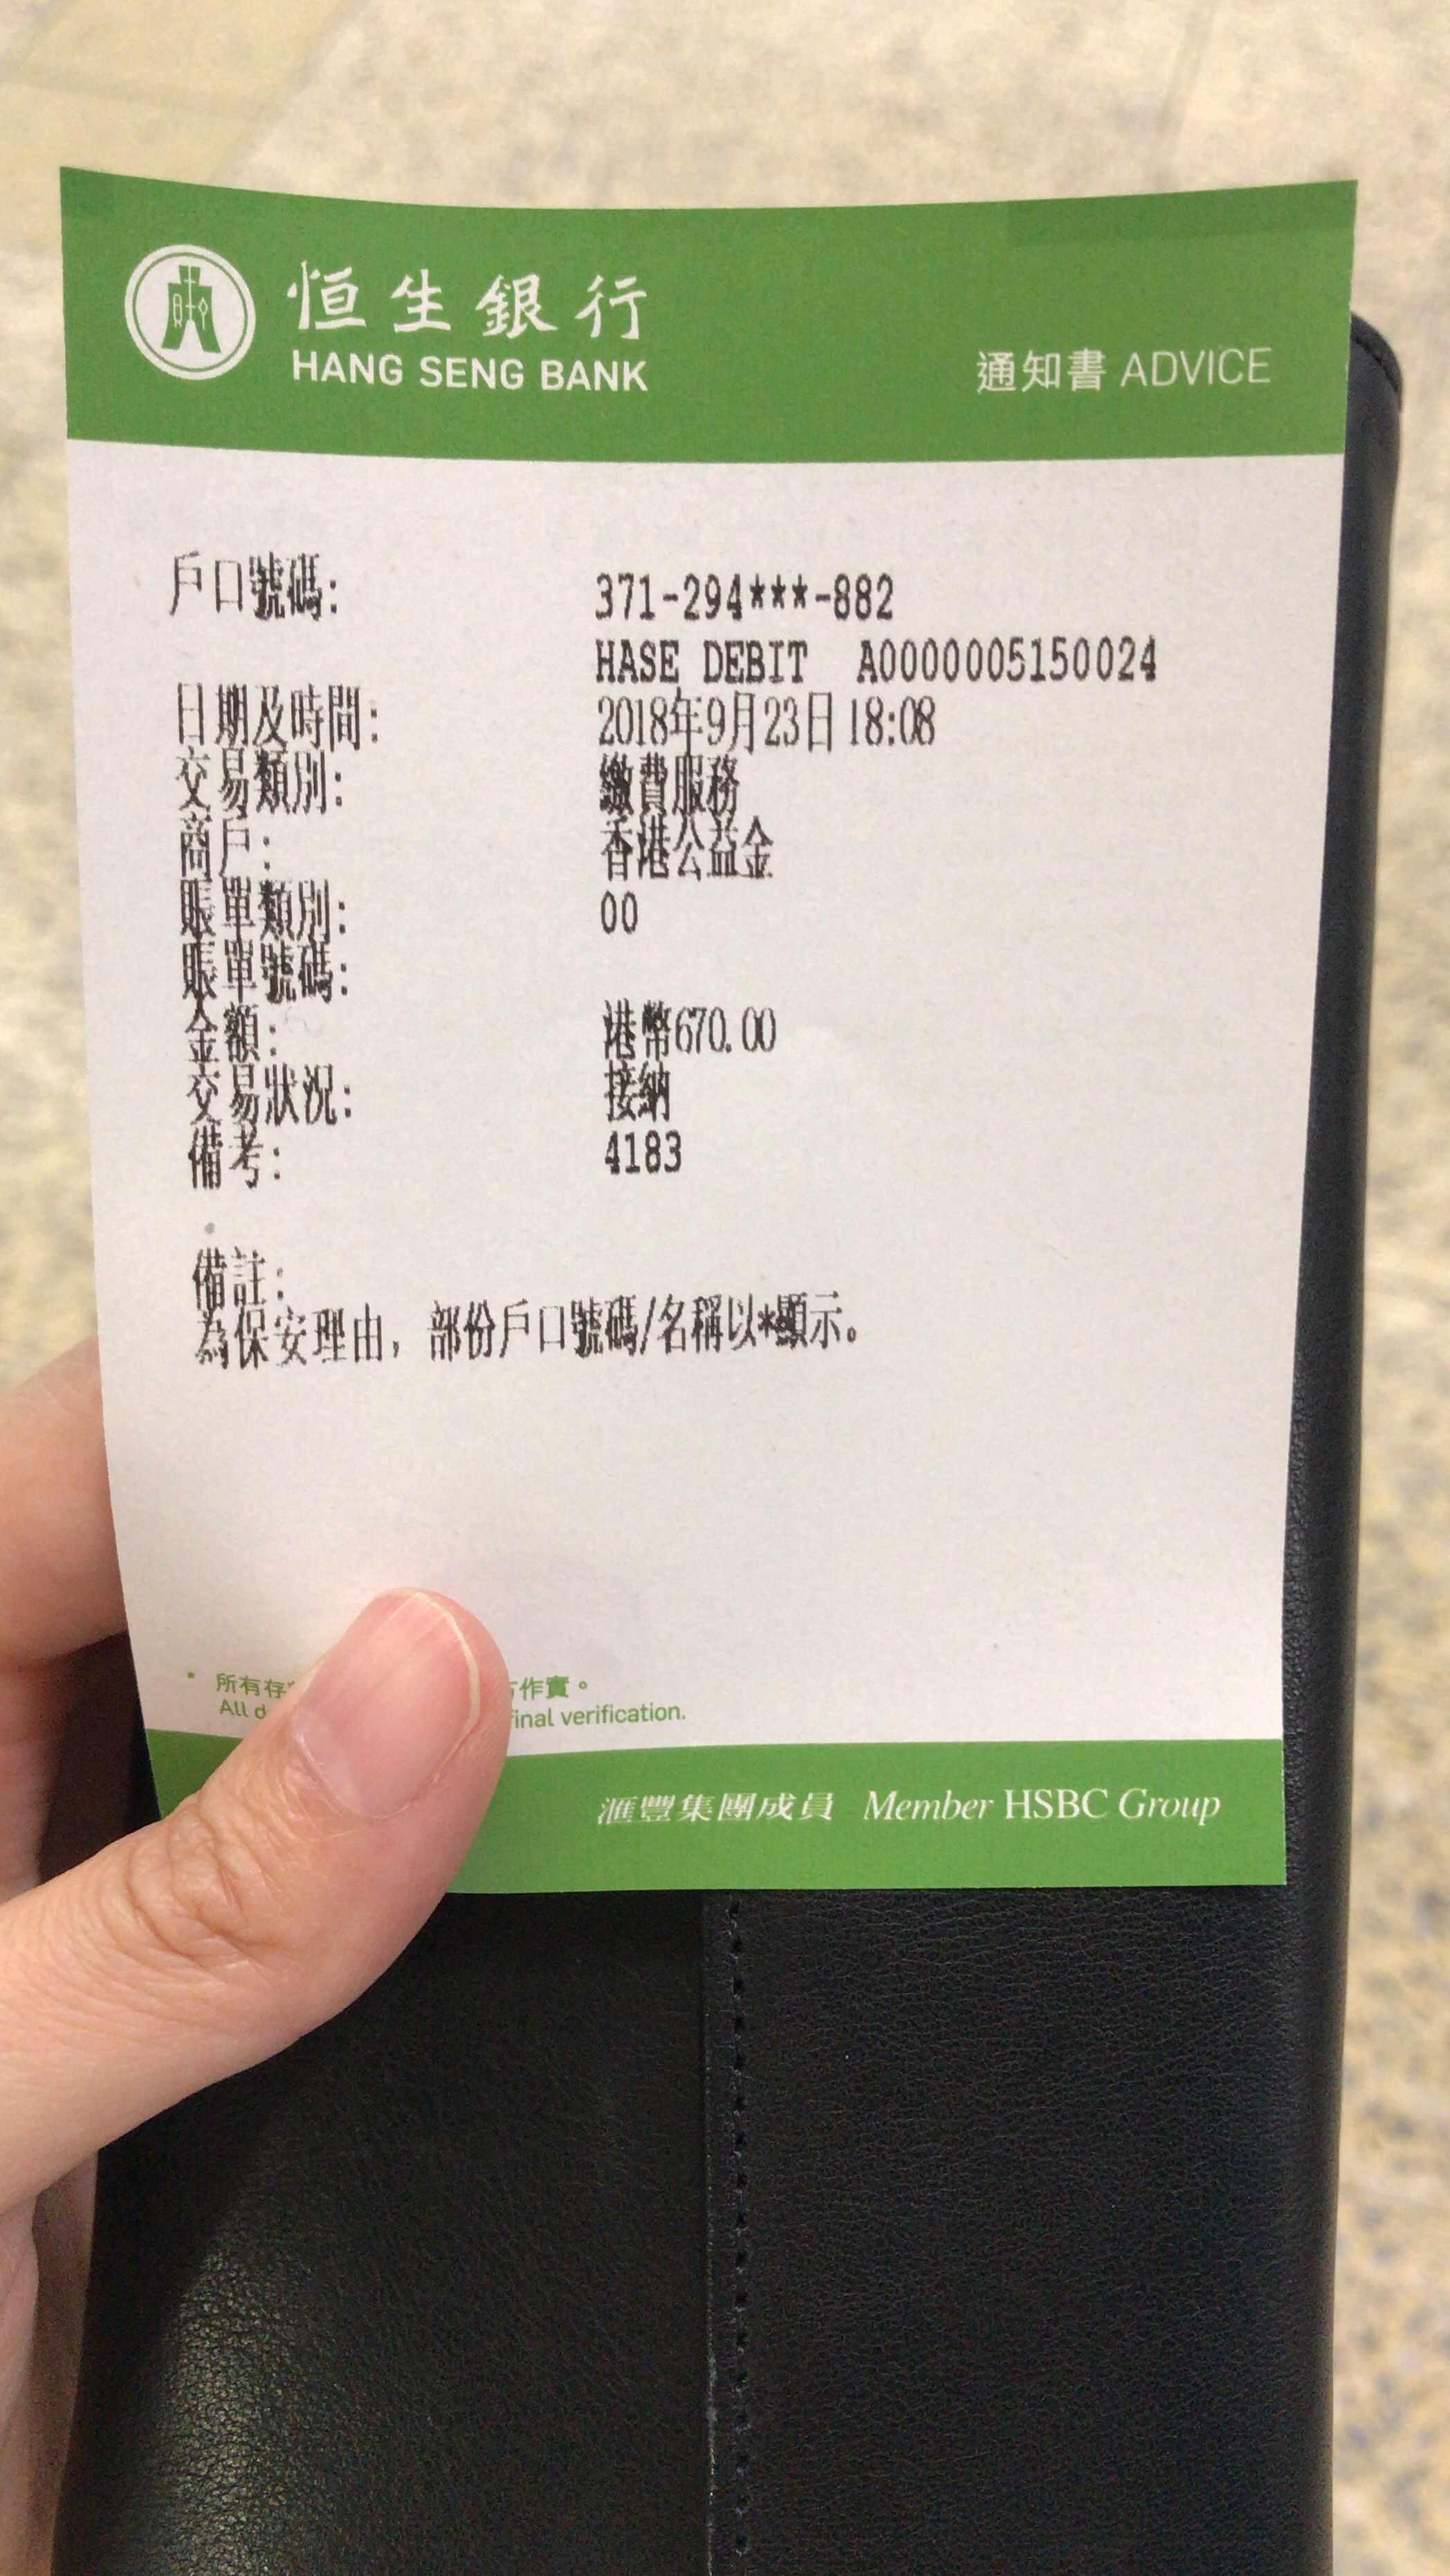 恒生銀行
HANG SENG BANK
通知書 ADVICE
戶口號碼: 371-294***-882
HASE DEBIT A0000005150024
日期及時間: 2018年9月23日 18:08
交易類別: 繳費服務
商戶: 香港公益金
賬單類別: 00
賬單號碼:
金額: 港幣670.00
交易狀況: 接納
備考: 4183
備註:
為保安理由, 部份戶口號碼/名稱以*顯示。
* 所有存 作實。
All d final verification.
滙豐集團成員 Member HSBC Group